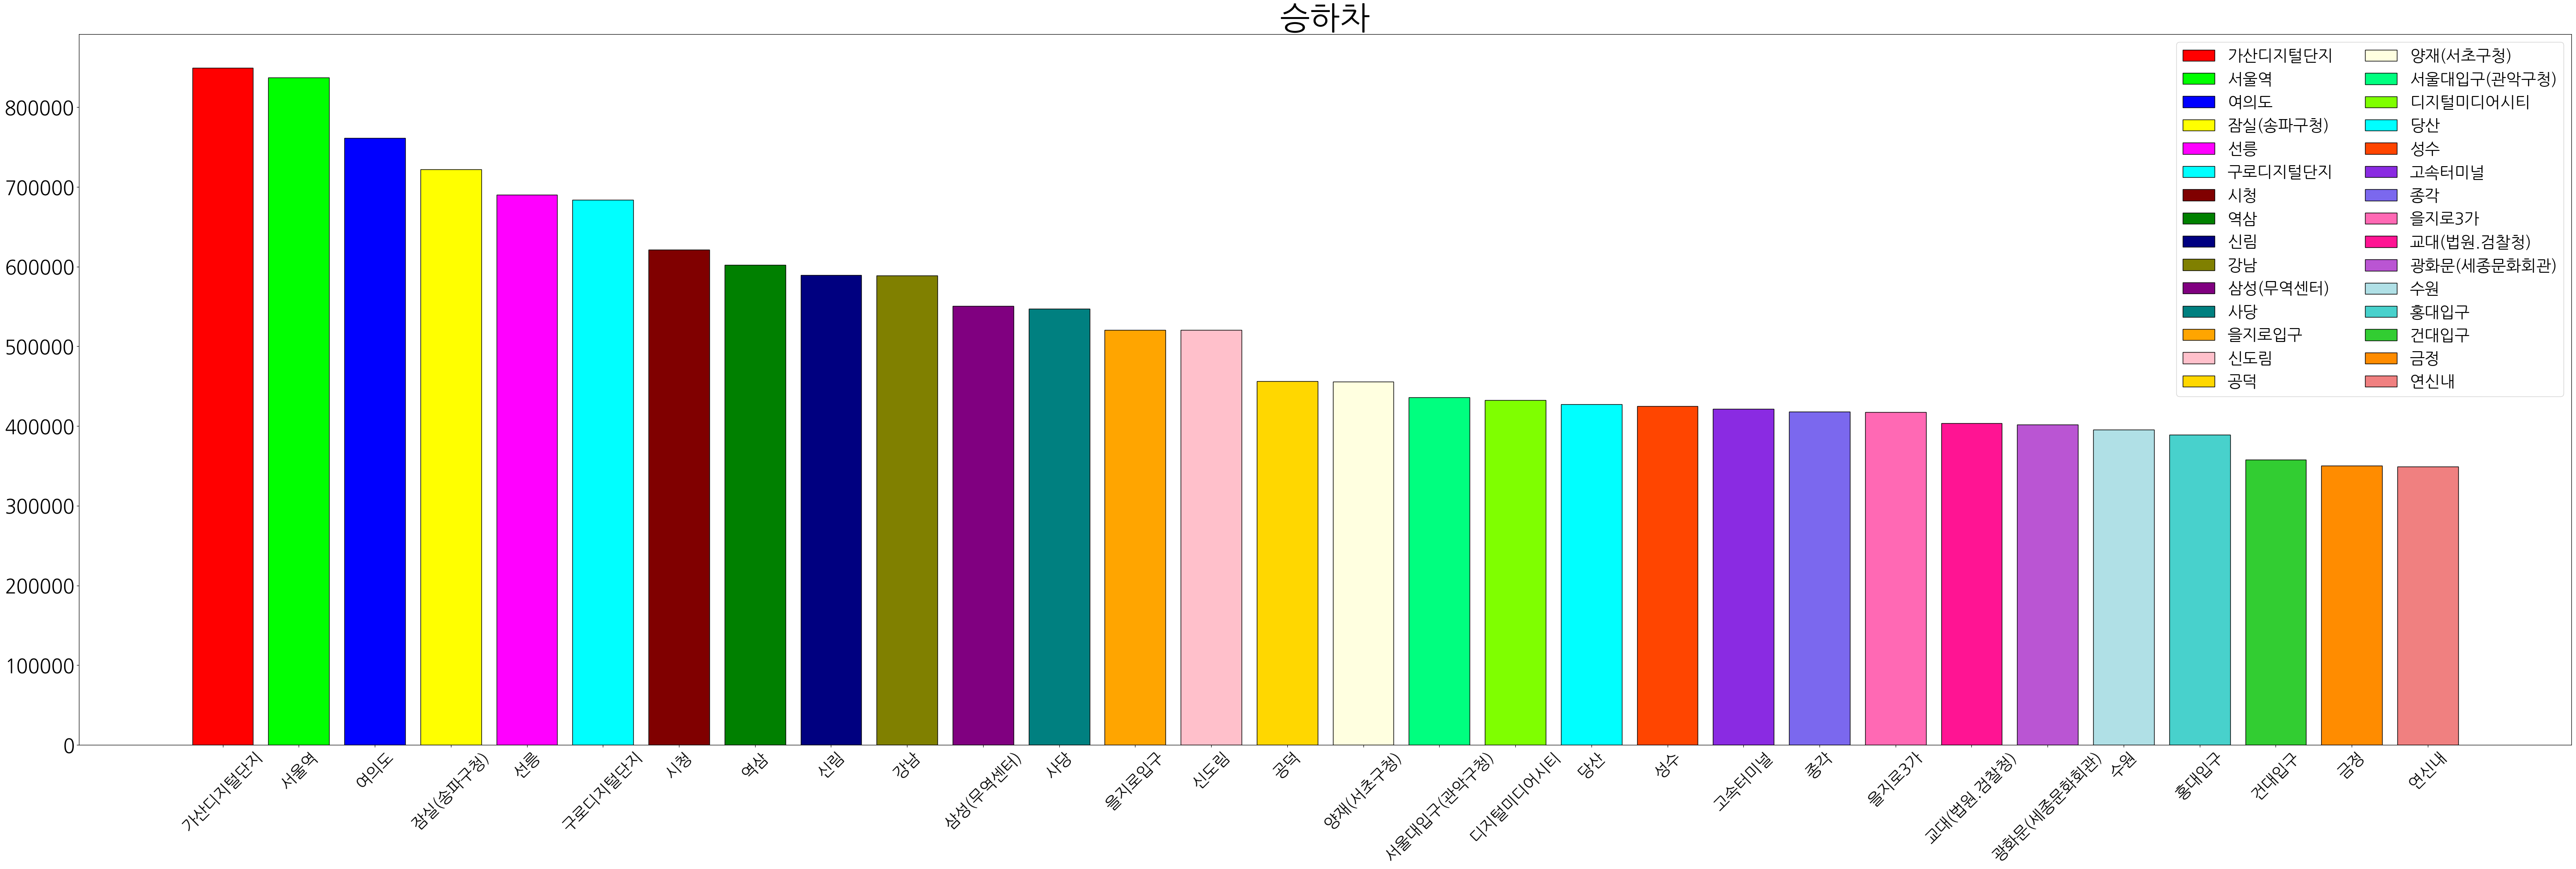 승하차
800000
700000
600000
500000
400000
300000
200000
100000
0
가산디지털단지
서울역
여의도
잠실(송파구청)
선릉
구로디지털단지
시청
역삼
신림
강남
삼성(무역센터)
사당
을지로입구
신도림
공덕
양재(서초구청)
서울대입구(관악구청)
디지털미디어시티
당산
성수
고속터미널
종각
을지로3가
교대(법원.검찰청)
광화문(세종문화회관)
수원
홍대입구
건대입구
금정
연신내
가산디지털단지
서울역
여의도
잠실(송파구청)
선릉
구로디지털단지
시청
역삼
신림
강남
삼성(무역센터)
사당
을지로입구
신도림
공덕
양재(서초구청)
서울대입구(관악구청)
디지털미디어시티
당산
성수
고속터미널
종각
을지로3가
교대(법원.검찰청)
광화문(세종문화회관)
수원
홍대입구
건대입구
금정
연신내